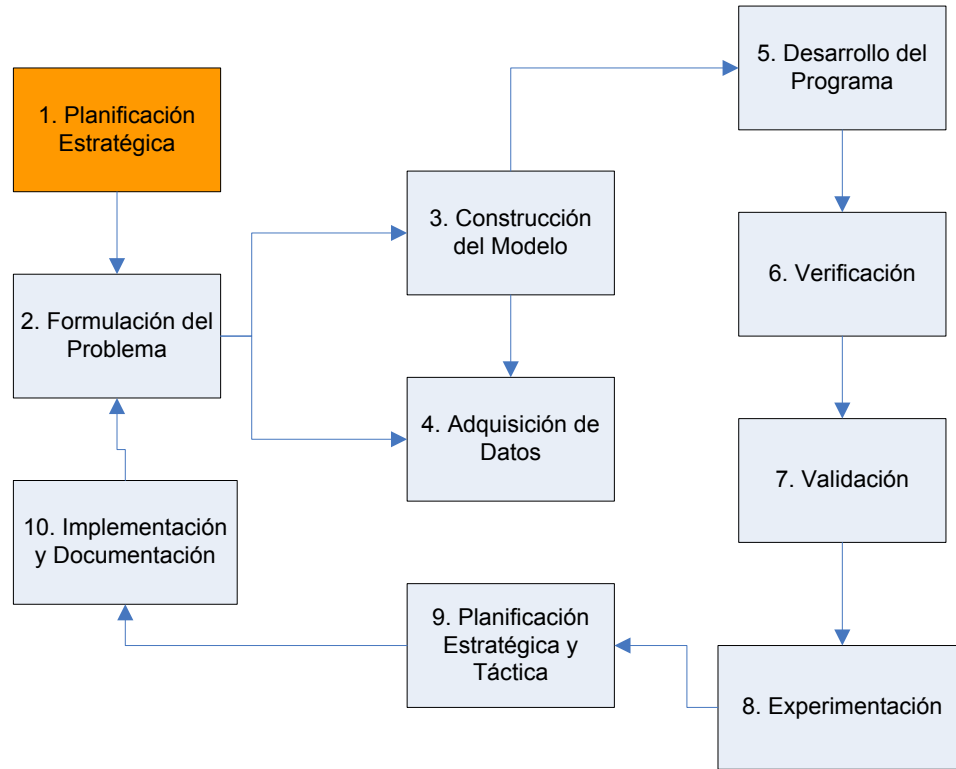 1. Planificación
Estratégica
2. Formulación del
Problema
3. Construcción
del Modelo
4. Adquisición de
Datos
5. Desarrollo del
Programa
6. Verificación
7. Validación
8. Experimentación
9. Planificación
Estratégica y
Táctica
10. Implementación
y Documentación